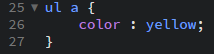 25 ▼ ul a {
26 color : yellow;
27 }